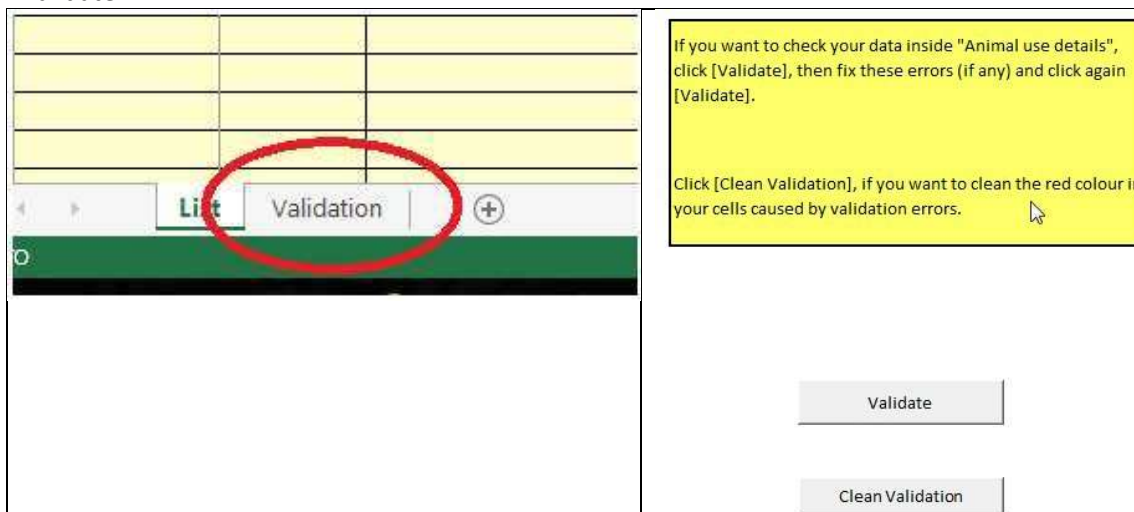 List Validation
If you want to check your data inside "Animal use details",
click [Validate], then fix these errors (if any) and click again
[Validate].
Click [Clean Validation], if you want to clean the red colour
your cells caused by validation errors.
Validate
Clean Validation